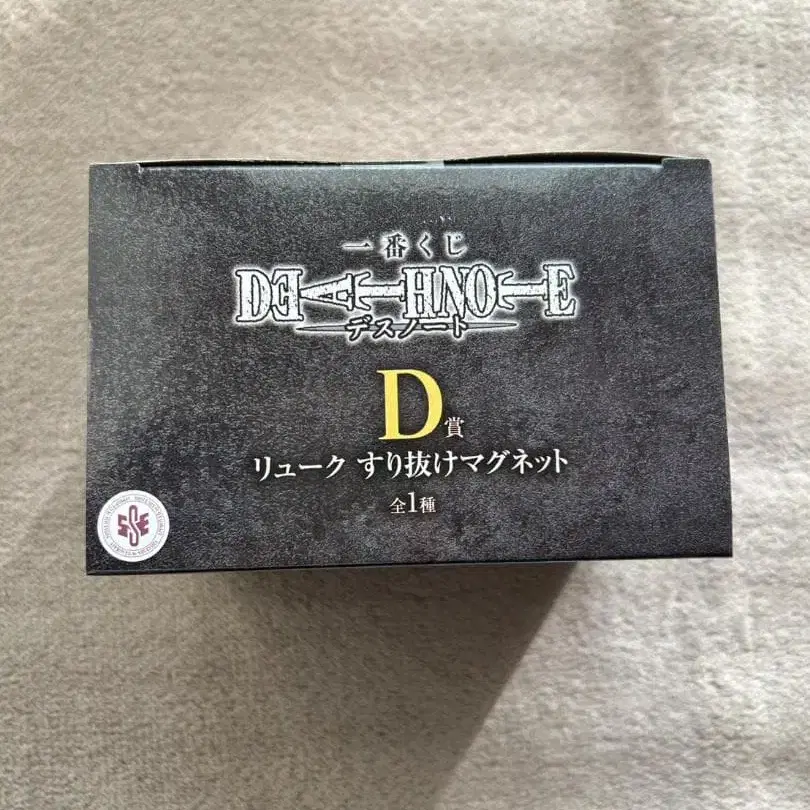 一番くじ
DEATH NOTE
デスノート
D賞
リューク すり抜けマグネット
全1種